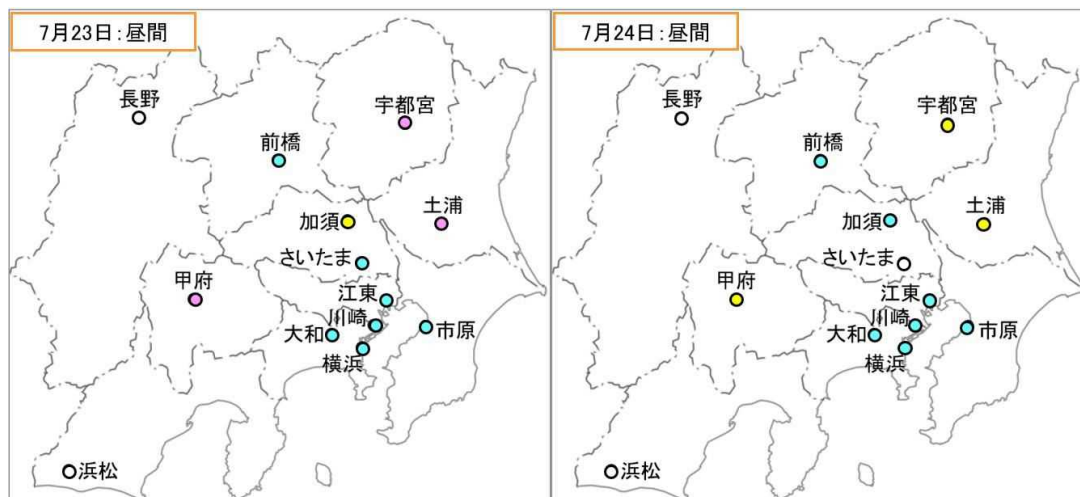 7月23日：昼間
長野
宇都宮
前橋
土浦
加須
さいたま
甲府
江東
川崎
大和
市原
横浜
浜松
7月24日：昼間
長野
宇都宮
前橋
土浦
加須
さいたま
甲府
江東
川崎
大和
市原
横浜
浜松